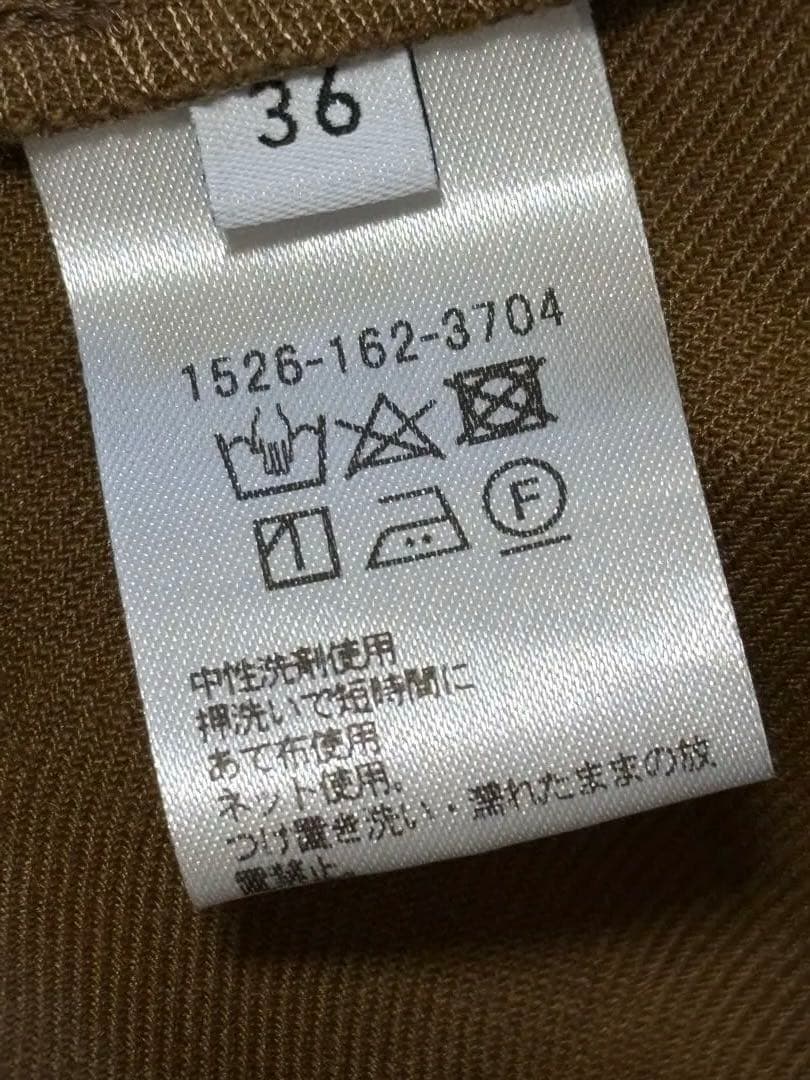 36
1526-162-3704
F
中性洗剤使用
押洗いで短時間に
あて布使用
ネット使用.
つけ置き洗い・濡れたままの放
置禁止。